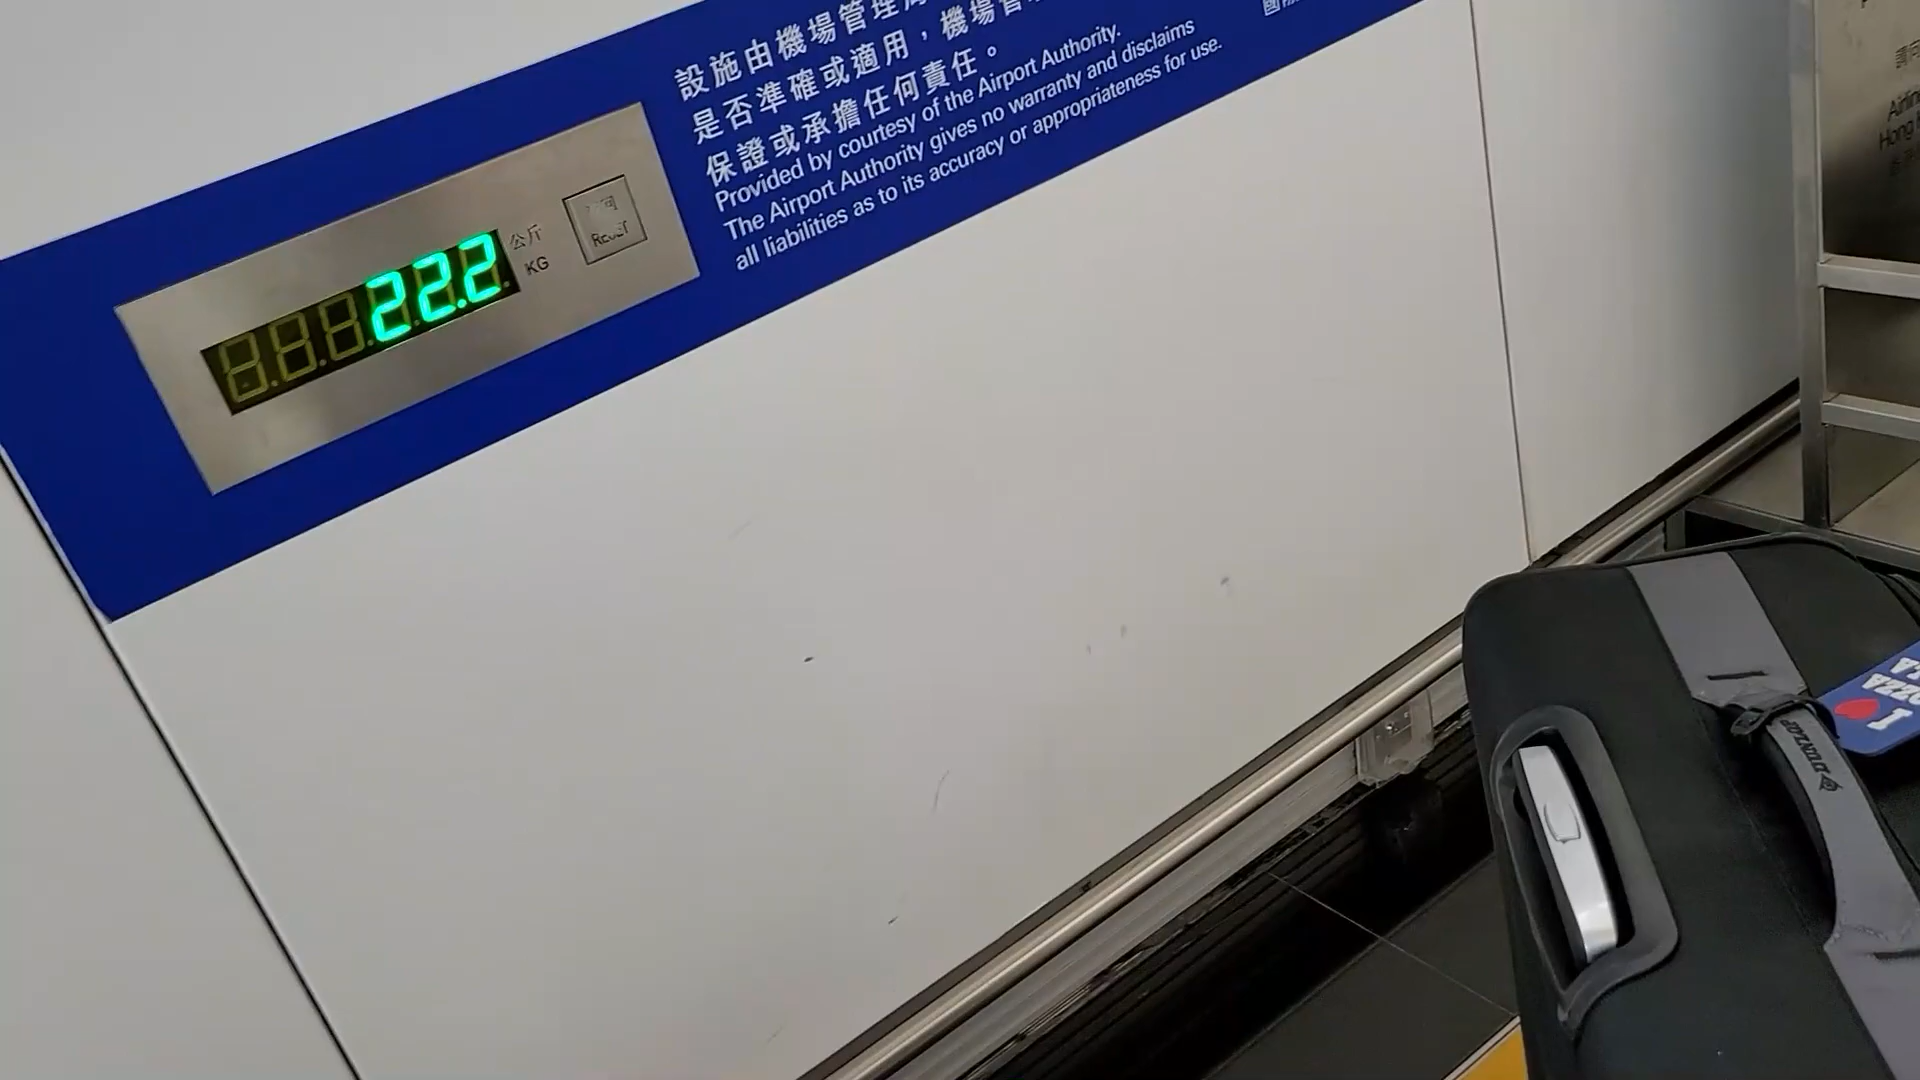 設施由機場管理
是否準確或適用，機場管
保證或承擔任何責任。
Provided by courtesy of the Airport Authority.
The Airport Authority gives no warranty and disclaims
all liabilities as to its accuracy or appropriateness for use.
國際
22.2
公斤
KG
RESET
Hong
DUNLOP
I